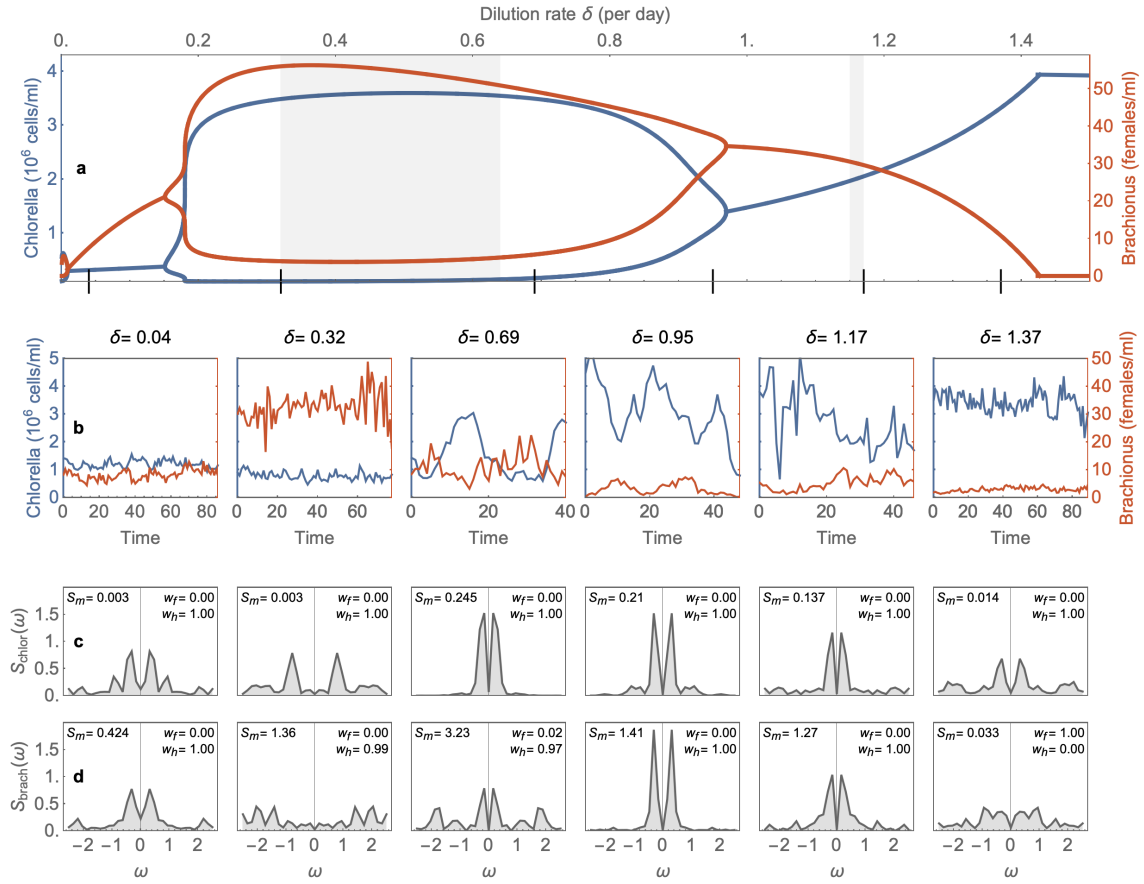 Dilution rate δ (per day)
0. 0.2 0.4 0.6 0.8 1. 1.2 1.4
Chlorella (10⁶ cells/ml)
4
3
2
1
a
Brachionus (females/ml)
50
40
30
20
10
0
δ= 0.04 δ= 0.32 δ= 0.69 δ= 0.95 δ= 1.17 δ= 1.37
Chlorella (10⁶ cells/ml)
5
4
3
2
1
0
b
Brachionus (females/ml)
50
40
30
20
10
0
0 20 40 60 80 0 20 40 60 0 20 40 0 20 40 0 20 40 0 20 40 60 80
Time Time Time Time Time Time
Schlor(ω)
1.5
1.
0.5
0.
c
Sm= 0.003 wf= 0.00 Sm= 0.003 wf= 0.00 Sm= 0.245 wf= 0.00 Sm= 0.21 wf= 0.00 Sm= 0.137 wf= 0.00 Sm= 0.014 wf= 0.00
wh= 1.00 wh= 1.00 wh= 1.00 wh= 1.00 wh= 1.00 wh= 1.00
Sbrach(ω)
1.5
1.
0.5
0.
d
Sm= 0.424 wf= 0.00 Sm= 1.36 wf= 0.00 Sm= 3.23 wf= 0.02 Sm= 1.41 wf= 0.00 Sm= 1.27 wf= 0.00 Sm= 0.033 wf= 1.00
wh= 1.00 wh= 0.99 wh= 0.97 wh= 1.00 wh= 1.00 wh= 0.00
−2 −1 0 1 2 −2 −1 0 1 2 −2 −1 0 1 2 −2 −1 0 1 2 −2 −1 0 1 2 −2 −1 0 1 2
ω ω ω ω ω ω